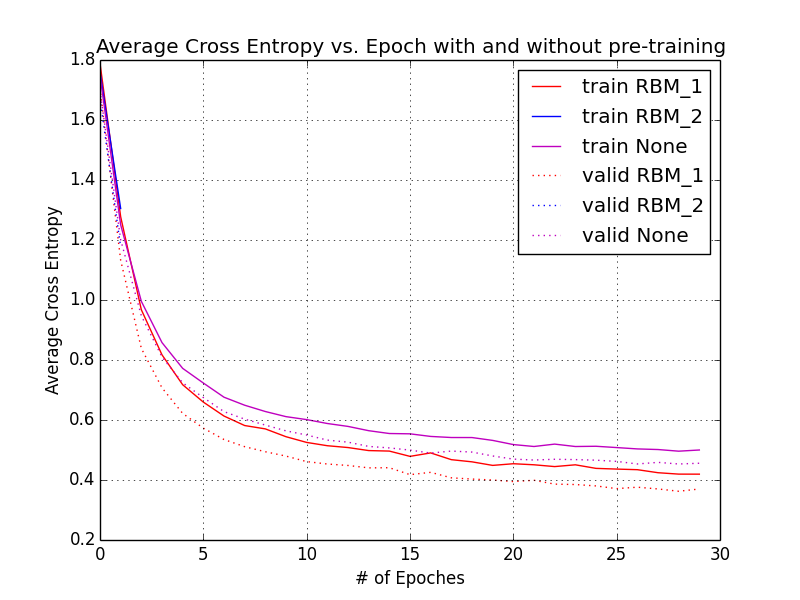 Average Cross Entropy vs. Epoch with and without pre-training
1.8
1.6
1.4
1.2
1.0
0.8
0.6
0.4
0.2
Average Cross Entropy
train RBM_1
train RBM_2
train None
valid RBM_1
valid RBM_2
valid None
0 5 10 15 20 25 30
# of Epoches